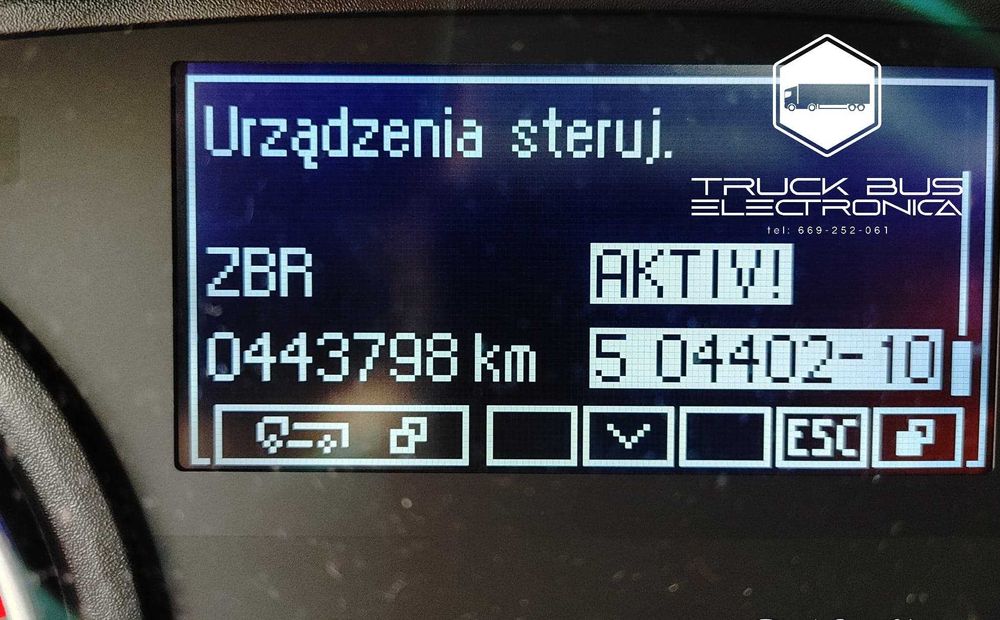 Urządzenia steruj.
TRUCK BUS
ELECTRONICA
tel: 669-252-061
ZBR AKTIV!
0443798 km 5 04402-10
ESC